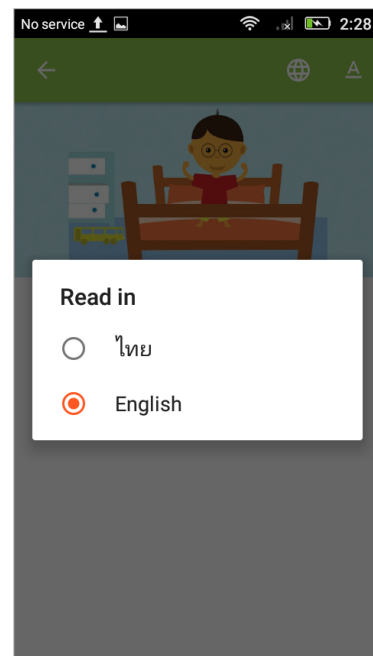 No service 2:28
A
Read in
ไทย
English